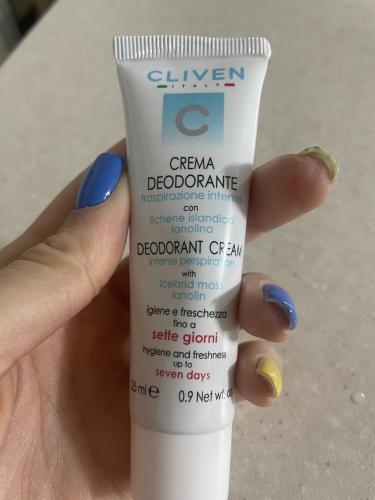 CLIVEN
ITALY
C
CREMA
DEODORANTE
traspirazione intensa
con
lichene islandico
lanolina
DEODORANT CREAM
intense perspiration
with
Iceland moss
lanolin
igiene e freschezza
fino a
sette giorni
hygiene and freshness
up to
seven days
25 ml e 0.9 Net wt.